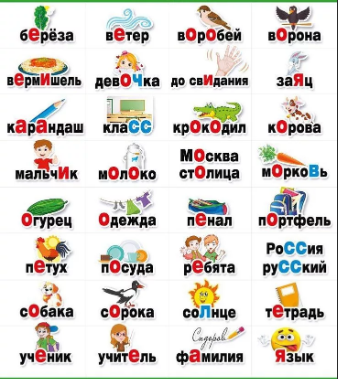 берёза ветер воробей ворона
вермишель девочка до свидания заяц
карандаш класс крокодил корова
мальчик молоко Москва столица морковь
огурец одежда пенал портфель
петух посуда ребята Россия русский
собака сорока солнце тетрадь
Сидоров
ученик учитель фамилия язык